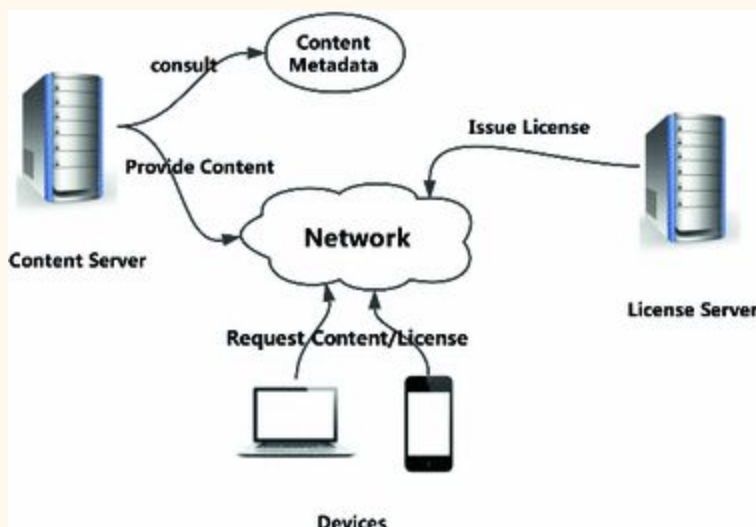 Content
Metadata
consult
Issue License
Provide Content
Network
Content Server
License Server
Request Content/License
Devices